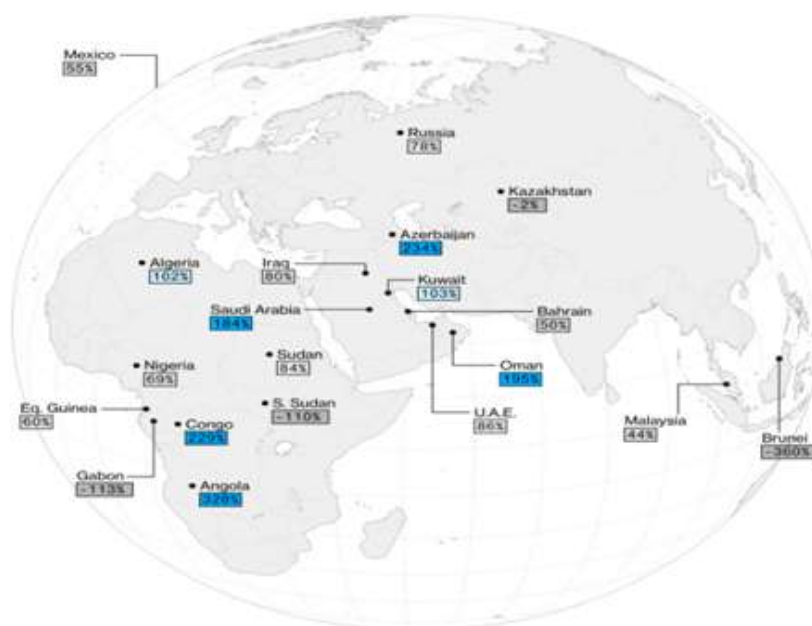 Mexico
55%
Russia
78%
Kazakhstan
-2%
Azerbaijan
234%
Algeria
102%
Iraq
80%
Kuwait
103%
Saudi Arabia
184%
Bahrain
50%
Sudan
84%
Nigeria
69%
Oman
195%
S. Sudan
-110%
Eq. Guinea
60%
U.A.E.
86%
Congo
229%
Malaysia
44%
Brunei
-360%
Gabon
-113%
Angola
328%